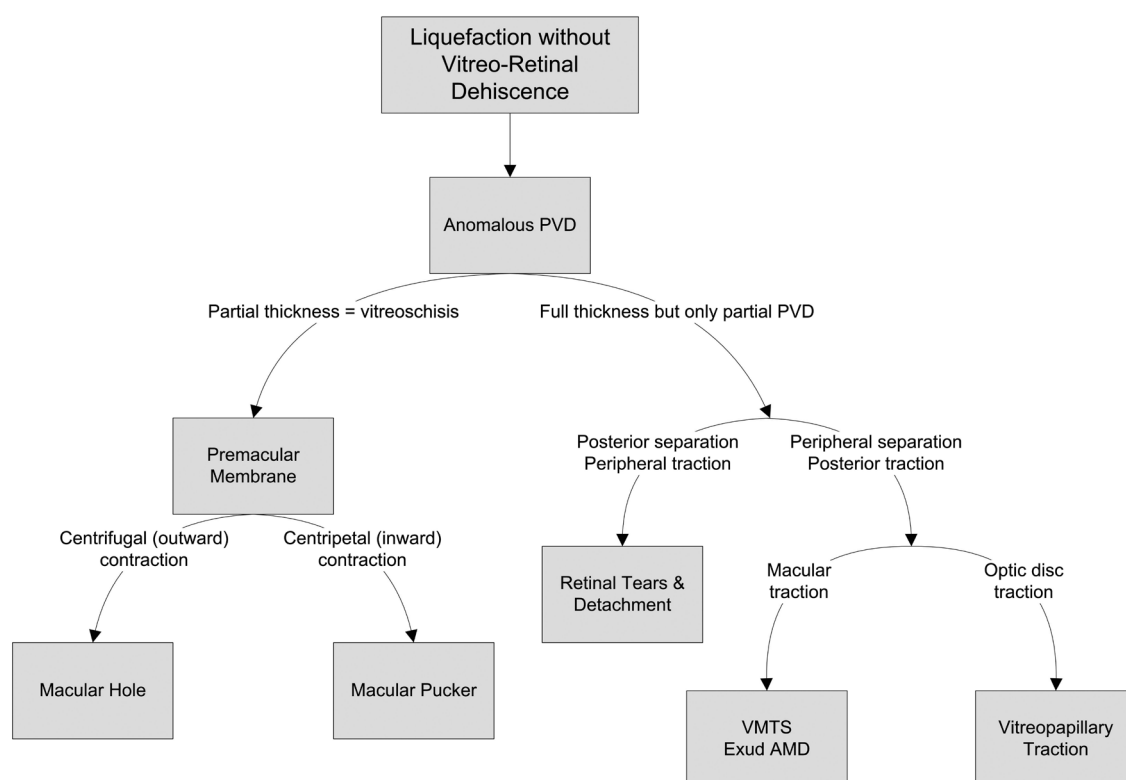 Liquefaction without
Vitreo-Retinal
Dehiscence
Anomalous PVD
Partial thickness = vitreoschisis
Full thickness but only partial PVD
Premacular
Membrane
Posterior separation
Peripheral traction
Peripheral separation
Posterior traction
Centrifugal (outward)
contraction
Centripetal (inward)
contraction
Retinal Tears &
Detachment
Macular
traction
Optic disc
traction
Macular Hole
Macular Pucker
VMTS
Exud AMD
Vitreopapillary
Traction